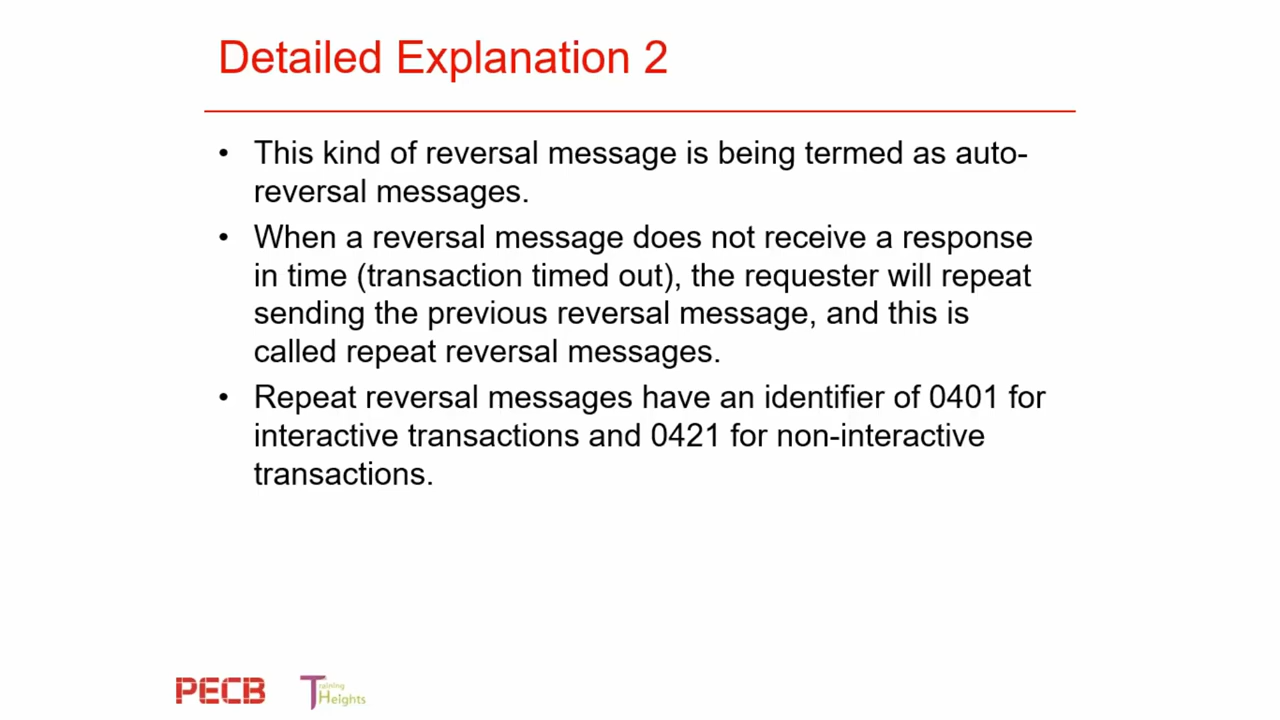 Detailed Explanation 2
• This kind of reversal message is being termed as auto-
reversal messages.
• When a reversal message does not receive a response
in time (transaction timed out), the requester will repeat
sending the previous reversal message, and this is
called repeat reversal messages.
• Repeat reversal messages have an identifier of 0401 for
interactive transactions and 0421 for non-interactive
transactions.
PECB
Training
Heights